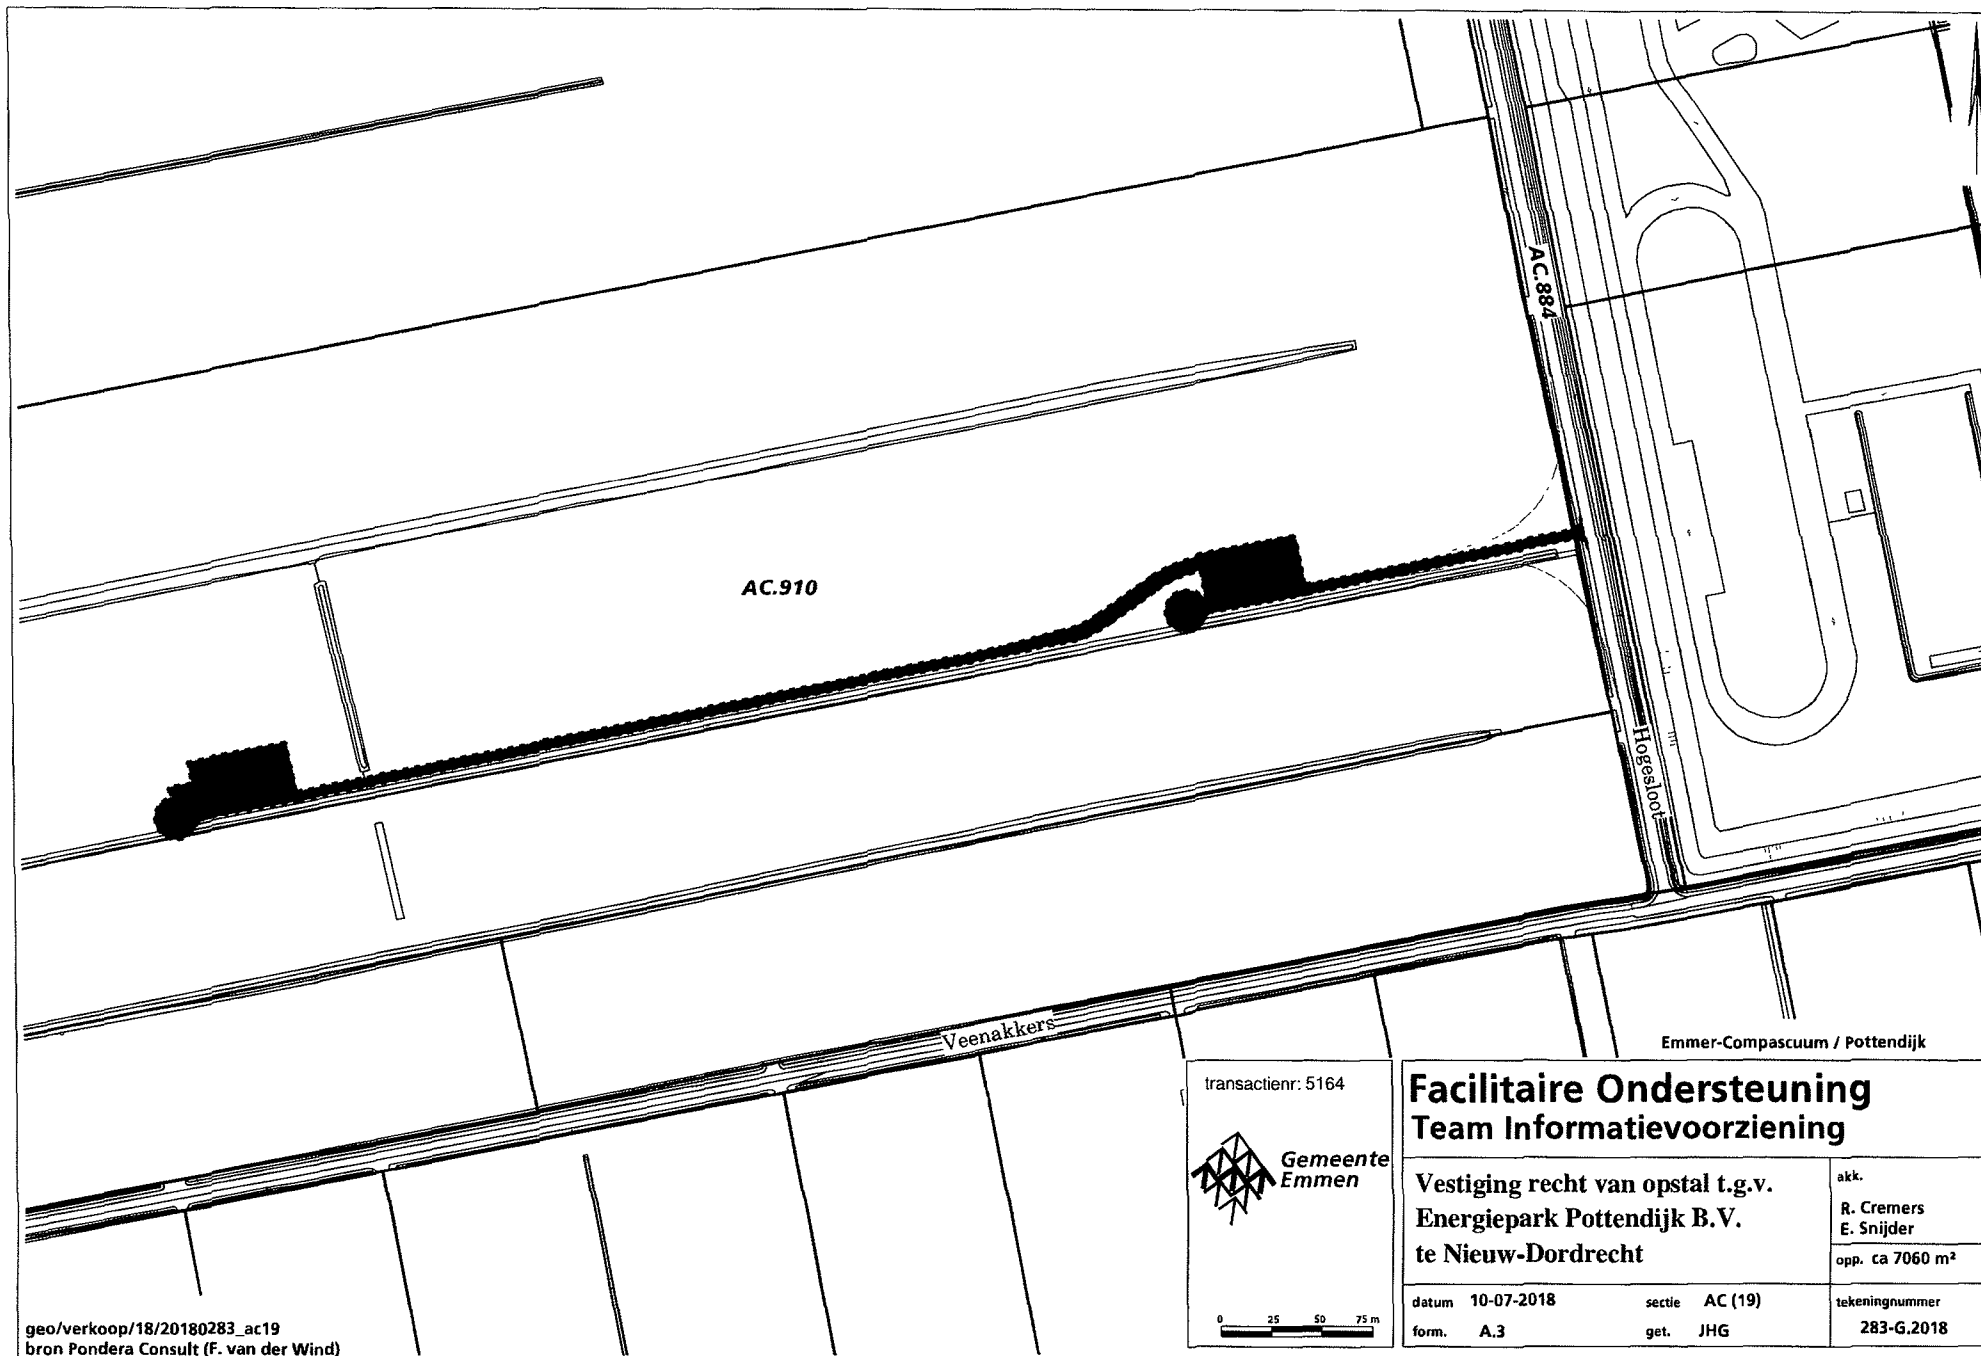 AC.884
AC.910
Hogesloot
Veenakkers
Emmer-Compascuum / Pottendijk
transactienr: 5164
Gemeente
Emmen
0 25 50 75 m
Facilitaire Ondersteuning
Team Informatievoorziening
Vestiging recht van opstal t.g.v.
Energiepark Pottendijk B.V.
te Nieuw-Dordrecht
akk.
R. Cremers
E. Snijder
opp. ca 7060 m²
datum 10-07-2018
sectie AC (19)
form. A.3
get. JHG
tekeningnummer
283-G.2018
geo/verkoop/18/20180283_ac19
bron Pondera Consult (F. van der Wind)